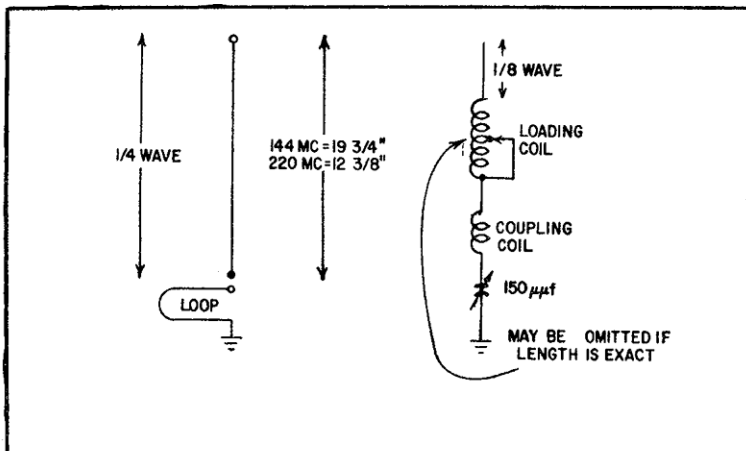 1/4 WAVE
144 MC=19 3/4"
220 MC=12 3/8"
LOOP
1/8 WAVE
LOADING
COIL
COUPLING
COIL
150 μμf
MAY BE OMITTED IF
LENGTH IS EXACT